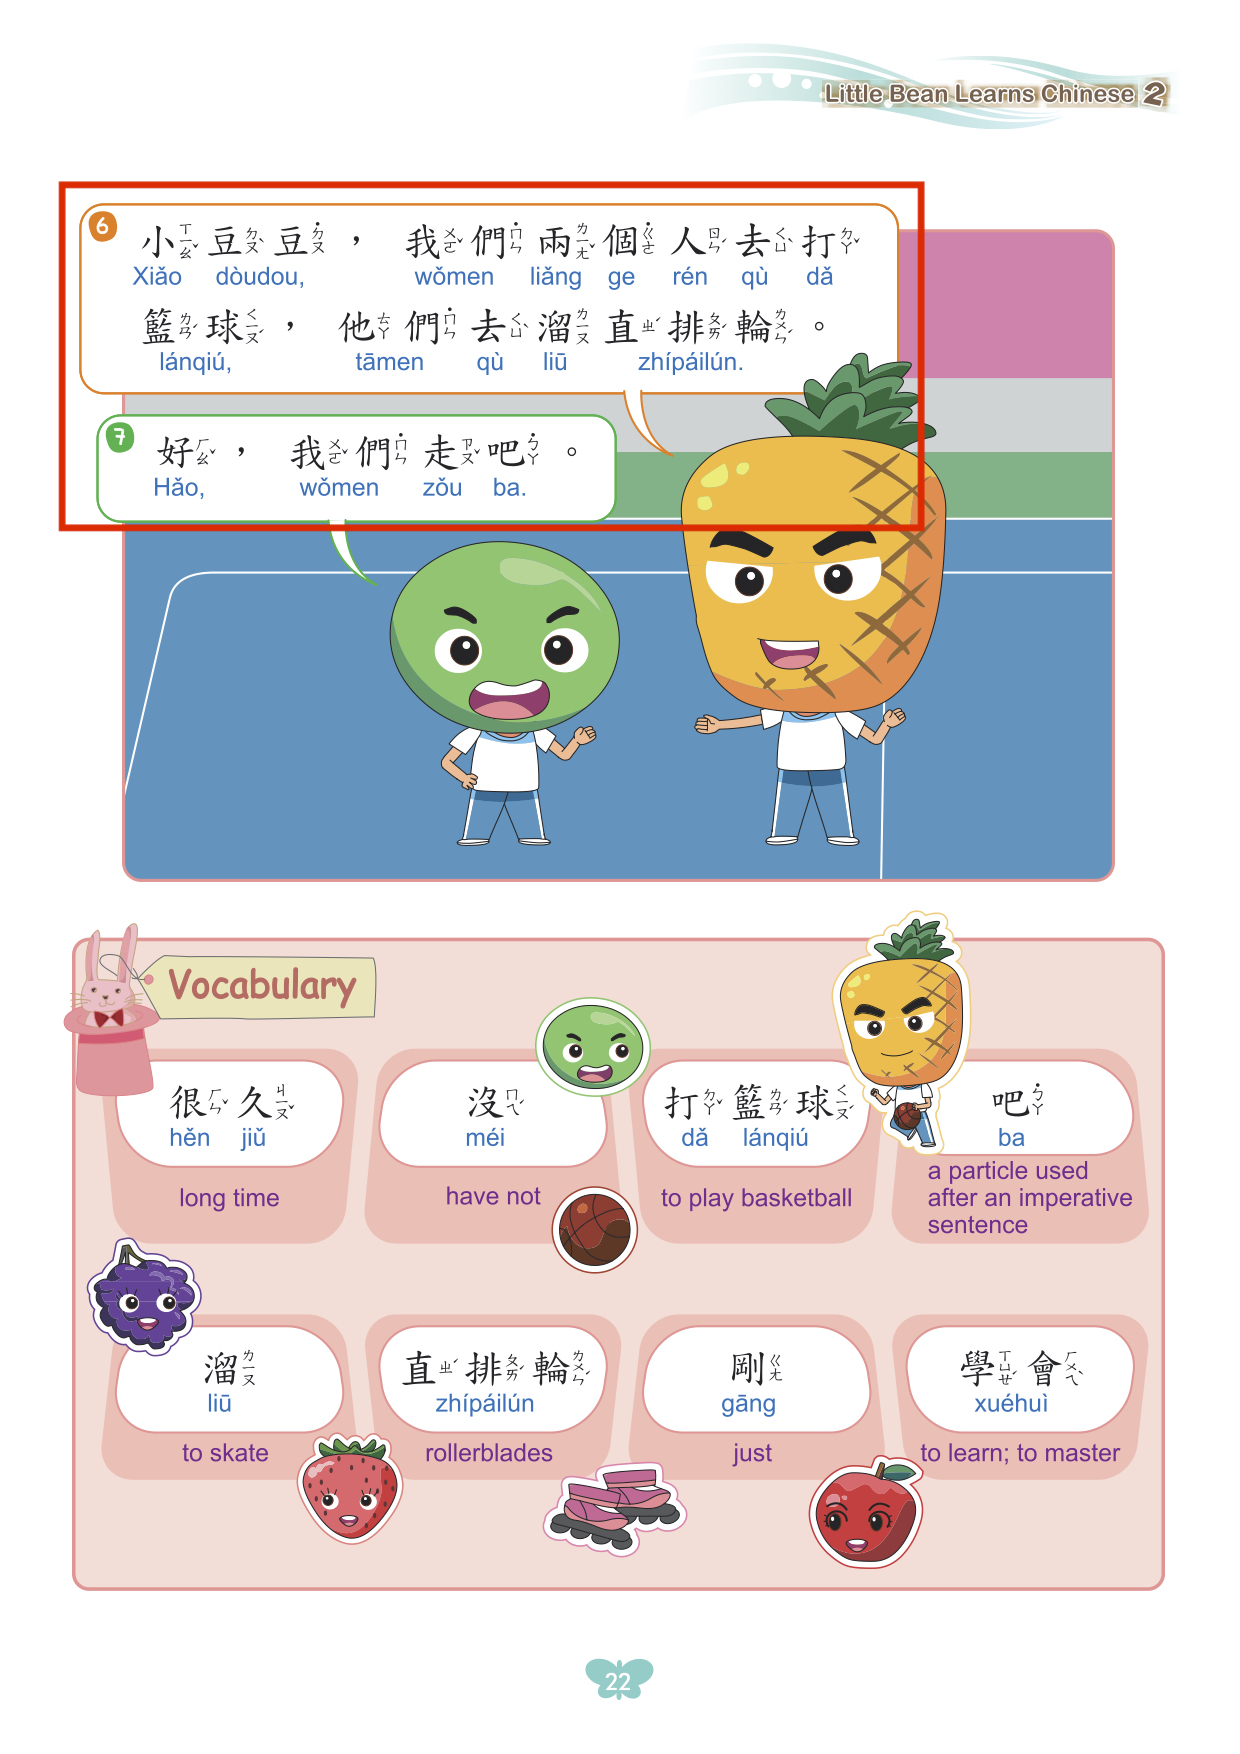 Little Bean Learns Chinese 2
6
小ㄒㄧㄠˇ豆ㄉㄡˋ豆˙ㄉㄡ，我ㄨㄛˇ們˙ㄇㄣ兩ㄌㄧㄤˇ個˙ㄍㄜ人ㄖㄣˊ去ㄑㄩˋ打ㄉㄚˇ
Xiǎo dòudou, wǒmen liǎng ge rén qù dǎ
籃ㄌㄢˊ球ㄑㄧㄡˊ，他ㄊㄚ們˙ㄇㄣ去ㄑㄩˋ溜ㄌㄧㄡ直ㄓˊ排ㄆㄞˊ輪ㄌㄨㄣˊ。
lánqiú, tāmen qù liū zhípáilún.
7
好ㄏㄠˇ，我ㄨㄛˇ們˙ㄇㄣ走ㄗㄡˇ吧˙ㄅㄚ。
Hǎo, wǒmen zǒu ba.
Vocabulary
很ㄏㄣˇ久ㄐㄧㄡˇ
hěn jiǔ
long time
沒ㄇㄟˊ
méi
have not
打ㄉㄚˇ籃ㄌㄢˊ球ㄑㄧㄡˊ
dǎ lánqiú
to play basketball
吧˙ㄅㄚ
ba
a particle used
after an imperative
sentence
溜ㄌㄧㄡ
liū
to skate
直ㄓˊ排ㄆㄞˊ輪ㄌㄨㄣˊ
zhípáilún
rollerblades
剛ㄍㄤ
gāng
just
學ㄒㄩㄝˊ會ㄏㄨㄟˋ
xuéhuì
to learn; to master
22